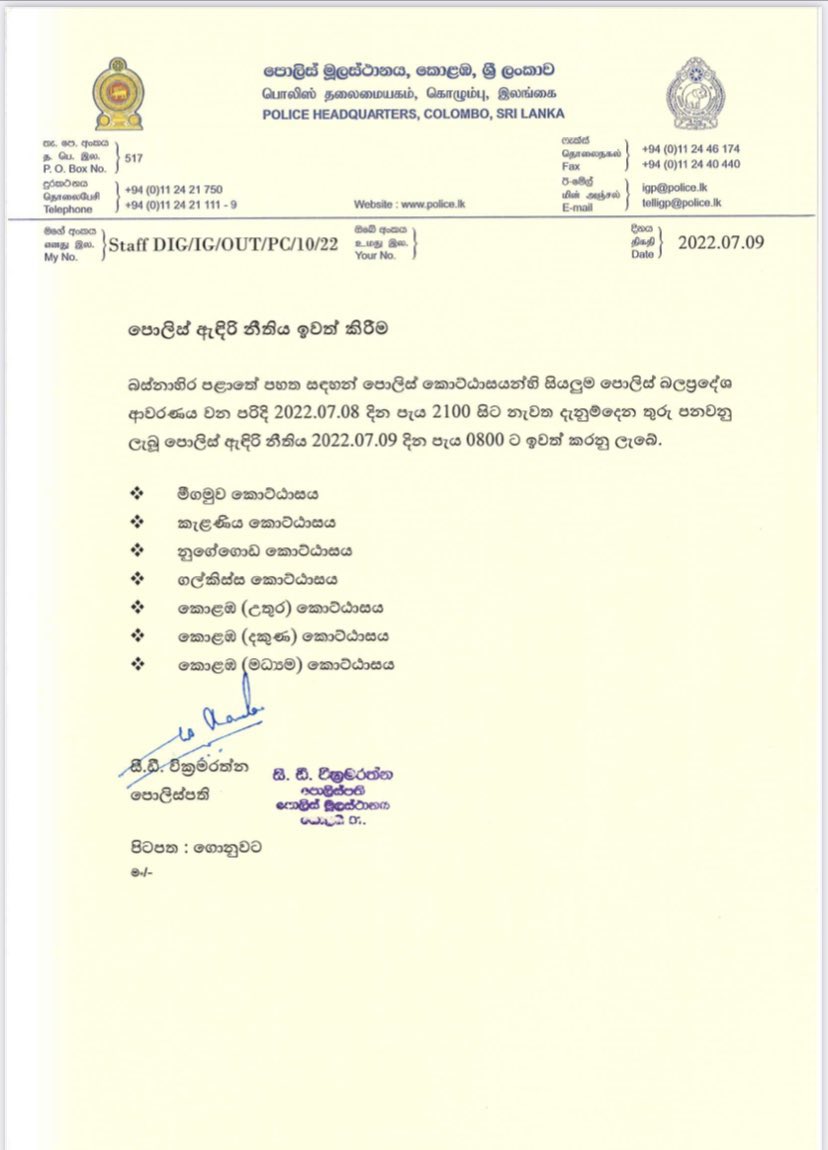 පොලිස් මූලස්ථානය, කොළඹ, ශ්‍රී ලංකාව
பொலிஸ் தலைமையகம், கொழும்பு, இலங்கை
POLICE HEADQUARTERS, COLOMBO, SRI LANKA
තැ. පෙ. අංකය
த. பெ. இல.
P. O. Box No.
517
දුරකථනය
தொலைபேசி
Telephone
+94 (0)11 24 21 750
+94 (0)11 24 21 111 - 9
Website : www.police.lk
ෆැක්ස්
தொலைநகல்
Fax
+94 (0)11 24 46 174
+94 (0)11 24 40 440
ඊ-මේල්
மின் அஞ்சல்
E-mail
igp@police.lk
telligp@police.lk
මගේ අංකය
எனது இல.
My No.
Staff DIG/IG/OUT/PC/10/22
ඔබේ අංකය
உமது இல.
Your No.
දිනය
திகதி
Date
2022.07.09
පොලිස් ඇඳිරි නීතිය ඉවත් කිරීම
බස්නාහිර පළාතේ පහත සඳහන් පොලිස් කොට්ඨාසයන්හි සියලුම පොලිස් බලප්‍රදේශ
ආවරණය වන පරිදි 2022.07.08 දින පැය 2100 සිට නැවත දැනුම්දෙන තුරු පනවනු
ලැබූ පොලිස් ඇඳිරි නීතිය 2022.07.09 දින පැය 0800 ට ඉවත් කරනු ලැබේ.
❖ මීගමුව කොට්ඨාසය
❖ කැළණිය කොට්ඨාසය
❖ නුගේගොඩ කොට්ඨාසය
❖ ගල්කිස්ස කොට්ඨාසය
❖ කොළඹ (උතුර) කොට්ඨාසය
❖ කොළඹ (දකුණ) කොට්ඨාසය
❖ කොළඹ (මධ්‍යම) කොට්ඨාසය
සී.ඩී. වික්‍රමරත්න
පොලිස්පති
සී. ඩී. වික්‍රමරත්න
පොලිස්පති
පොලිස් මූලස්ථානය
පිටපත : ගොනුවට
ම/-